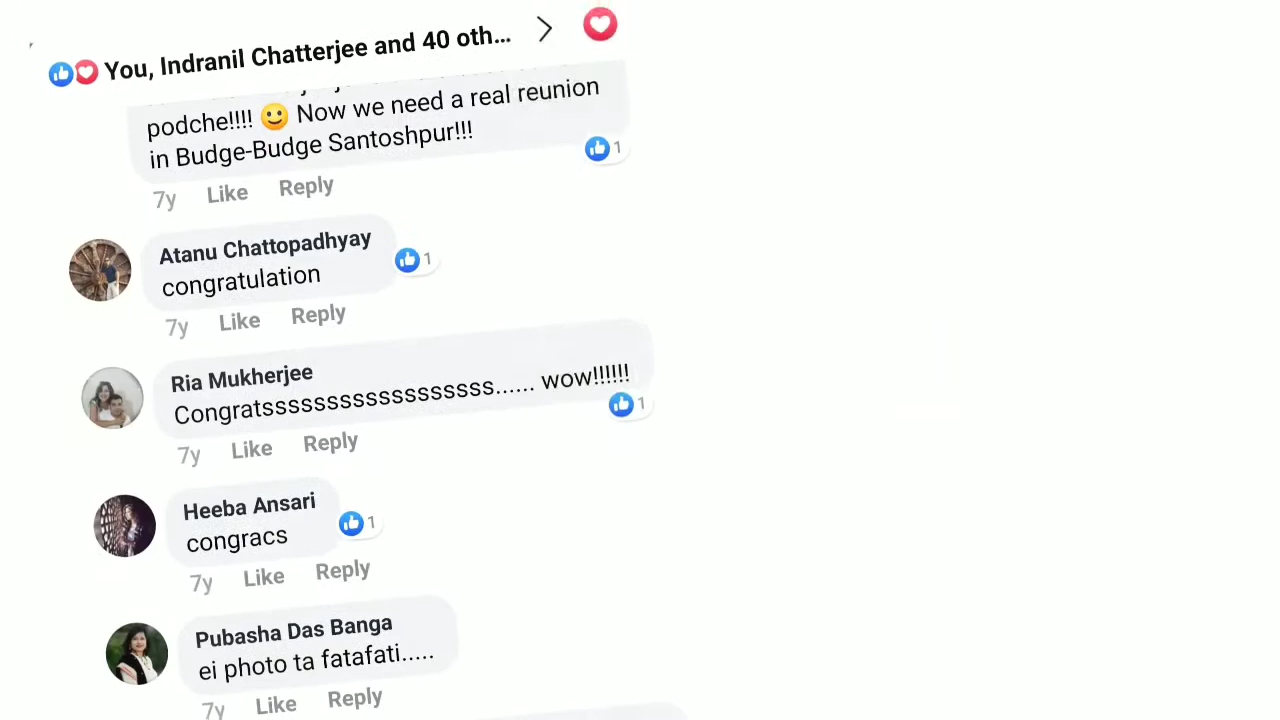 You, Indranil Chatterjee and 40 oth...
podche!!!! 🙂 Now we need a real reunion
in Budge-Budge Santoshpur!!!
1
7y Like Reply
Atanu Chattopadhyay
congratulation
1
7y Like Reply
Ria Mukherjee
Congratsssssssssssssssssss...... wow!!!!!!
1
7y Like Reply
Heeba Ansari
congracs
1
7y Like Reply
Pubasha Das Banga
ei photo ta fatafati.....
7y Like Reply